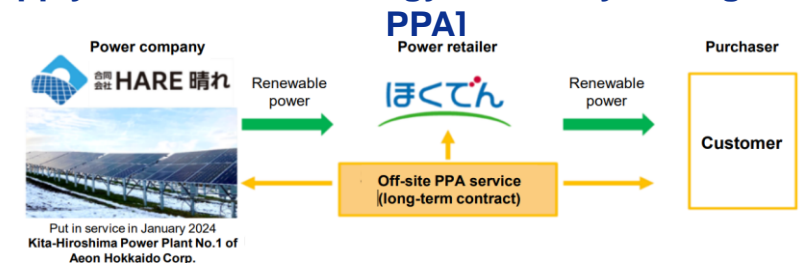 PPA1
Power company
Power retailer
Purchaser
合同
会社 HARE 晴れ
Renewable
power
ほくでん
Renewable
power
Customer
Off-site PPA service
(long-term contract)
Put in service in January 2024
Kita-Hiroshima Power Plant No.1 of
Aeon Hokkaido Corp.